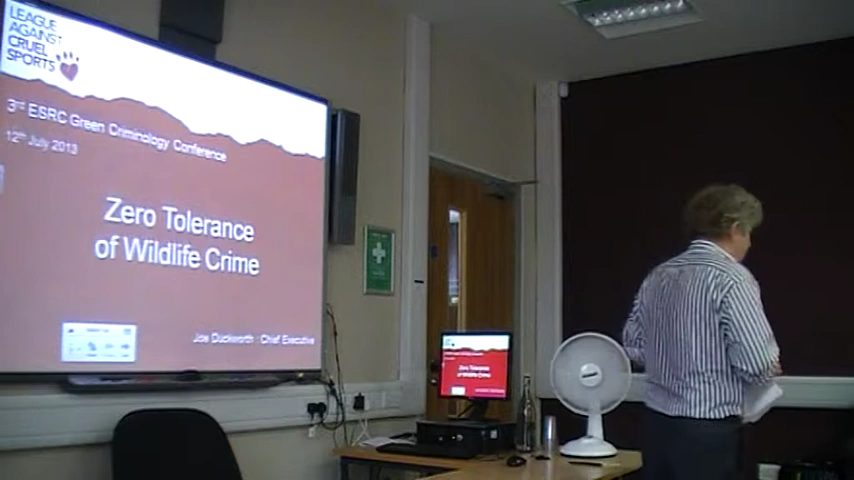 LEAGUE
AGAINST
CRUEL
SPORTS
3rd ESRC Green Criminology Conference
12th July 2013
Zero Tolerance
of Wildlife Crime
Joe Duckworth : Chief Executive
Zero Tolerance
of Wildlife Crime